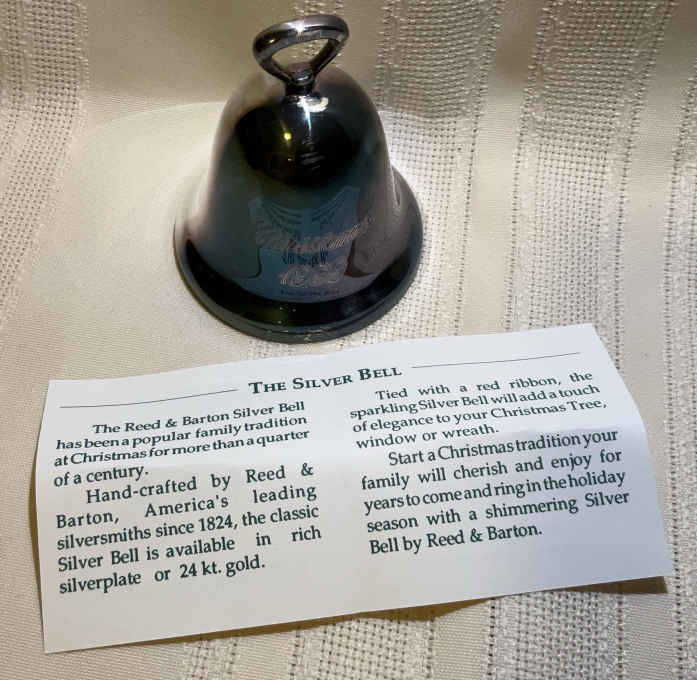 Christmas
THE SILVER BELL
The Reed & Barton Silver Bell
has been a popular family tradition
at Christmas for more than a quarter
of a century.
Hand-crafted by Reed &
Barton, America's leading
silversmiths since 1824, the classic
Silver Bell is available in rich
silverplate or 24 kt. gold.
Tied with a red ribbon, the
sparkling Silver Bell will add a touch
of elegance to your Christmas Tree,
window or wreath.
Start a Christmas tradition your
family will cherish and enjoy for
years to come and ring in the holiday
season with a shimmering Silver
Bell by Reed & Barton.